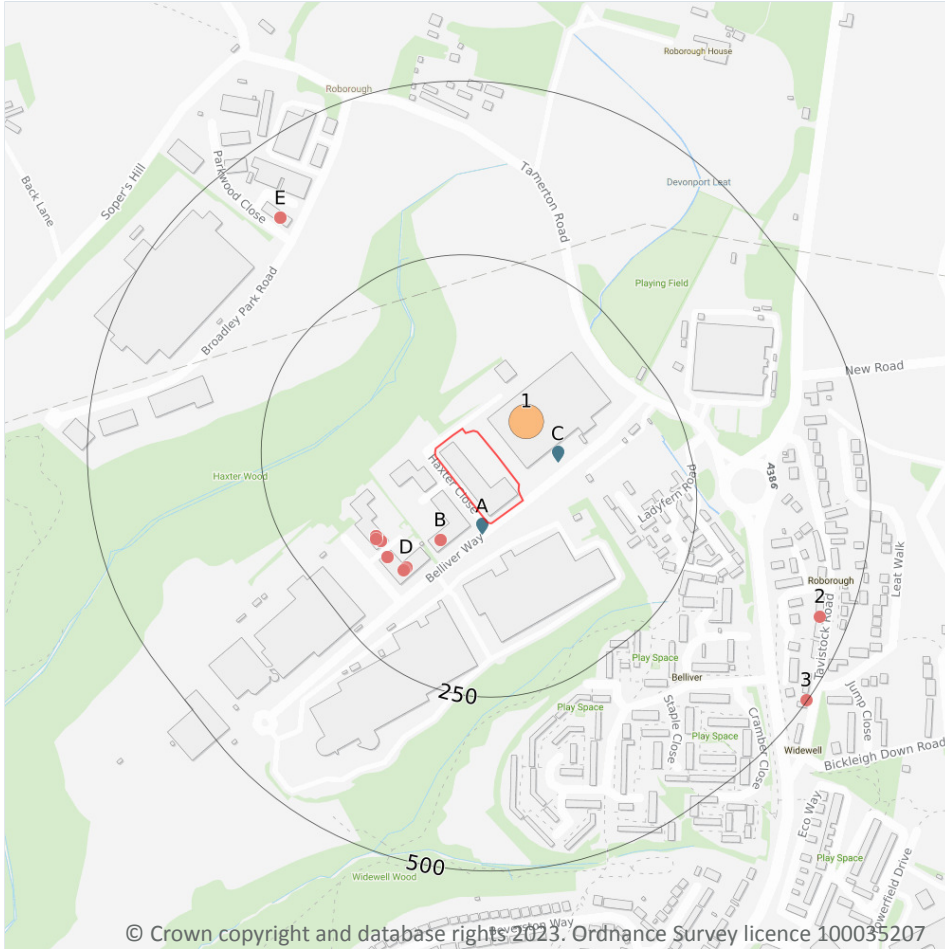 Roborough House
Roborough
Back Lane
Soper's Hill
Parkwood Close
E
Tamerton Road
Devonport Leat
Playing Field
Broadley Park Road
New Road
1
C
Haxter Wood
Haxter Close
A
B
D
Belliver Way
Ladyfern Road
A386
Leat Walk
Roborough
2
Tavistock Road
Play Space
Belliver
3
250
Play Space
Staple Close
Play Space
Cramber Close
Jump Close
Widewell
Bickleigh Down Road
Eco Way
Play Space
500
Widewell Wood
© Crown copyright and database rights 2023. Ordnance Survey licence 100035207